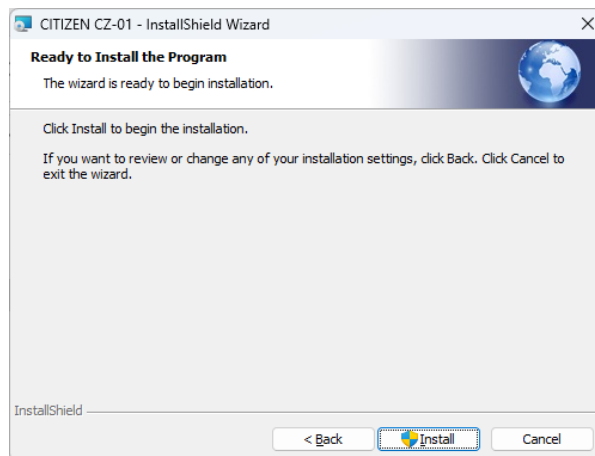 CITIZEN CZ-01 - InstallShield Wizard
Ready to Install the Program
The wizard is ready to begin installation.
Click Install to begin the installation.
If you want to review or change any of your installation settings, click Back. Click Cancel to
exit the wizard.
InstallShield
< Back
Install
Cancel